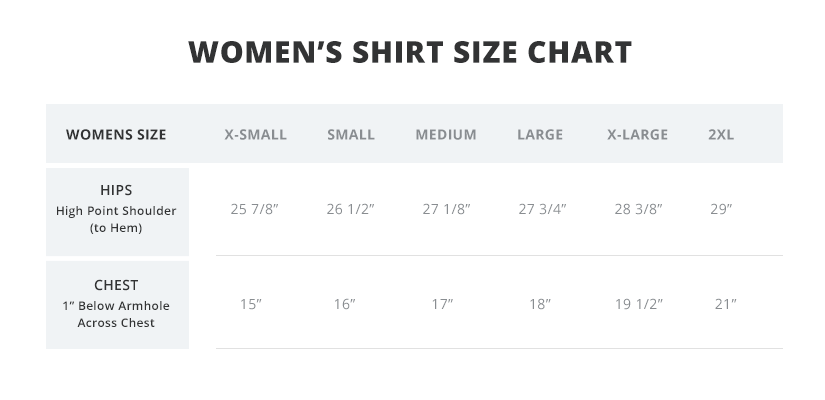 WOMEN’S SHIRT SIZE CHART
WOMENS SIZE X-SMALL SMALL MEDIUM LARGE X-LARGE 2XL
HIPS
High Point Shoulder
(to Hem)
25 7/8” 26 1/2” 27 1/8” 27 3/4” 28 3/8” 29”
CHEST
1” Below Armhole
Across Chest
15” 16” 17” 18” 19 1/2” 21”